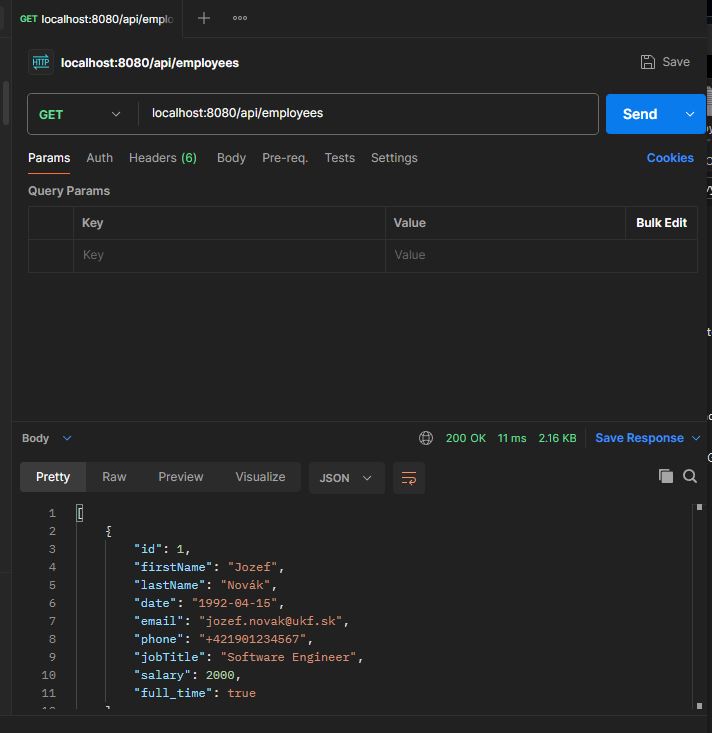 GET localhost:8080/api/emplo
localhost:8080/api/employees
Save
GET localhost:8080/api/employees Send
Params Auth Headers (6) Body Pre-req. Tests Settings Cookies
Query Params
Key Value Bulk Edit
Key Value
Body 200 OK 11 ms 2.16 KB Save Response
Pretty Raw Preview Visualize JSON
1 [
2 {
3 "id": 1,
4 "firstName": "Jozef",
5 "lastName": "Novák",
6 "date": "1992-04-15",
7 "email": "jozef.novak@ukf.sk",
8 "phone": "+421901234567",
9 "jobTitle": "Software Engineer",
10 "salary": 2000,
11 "full_time": true